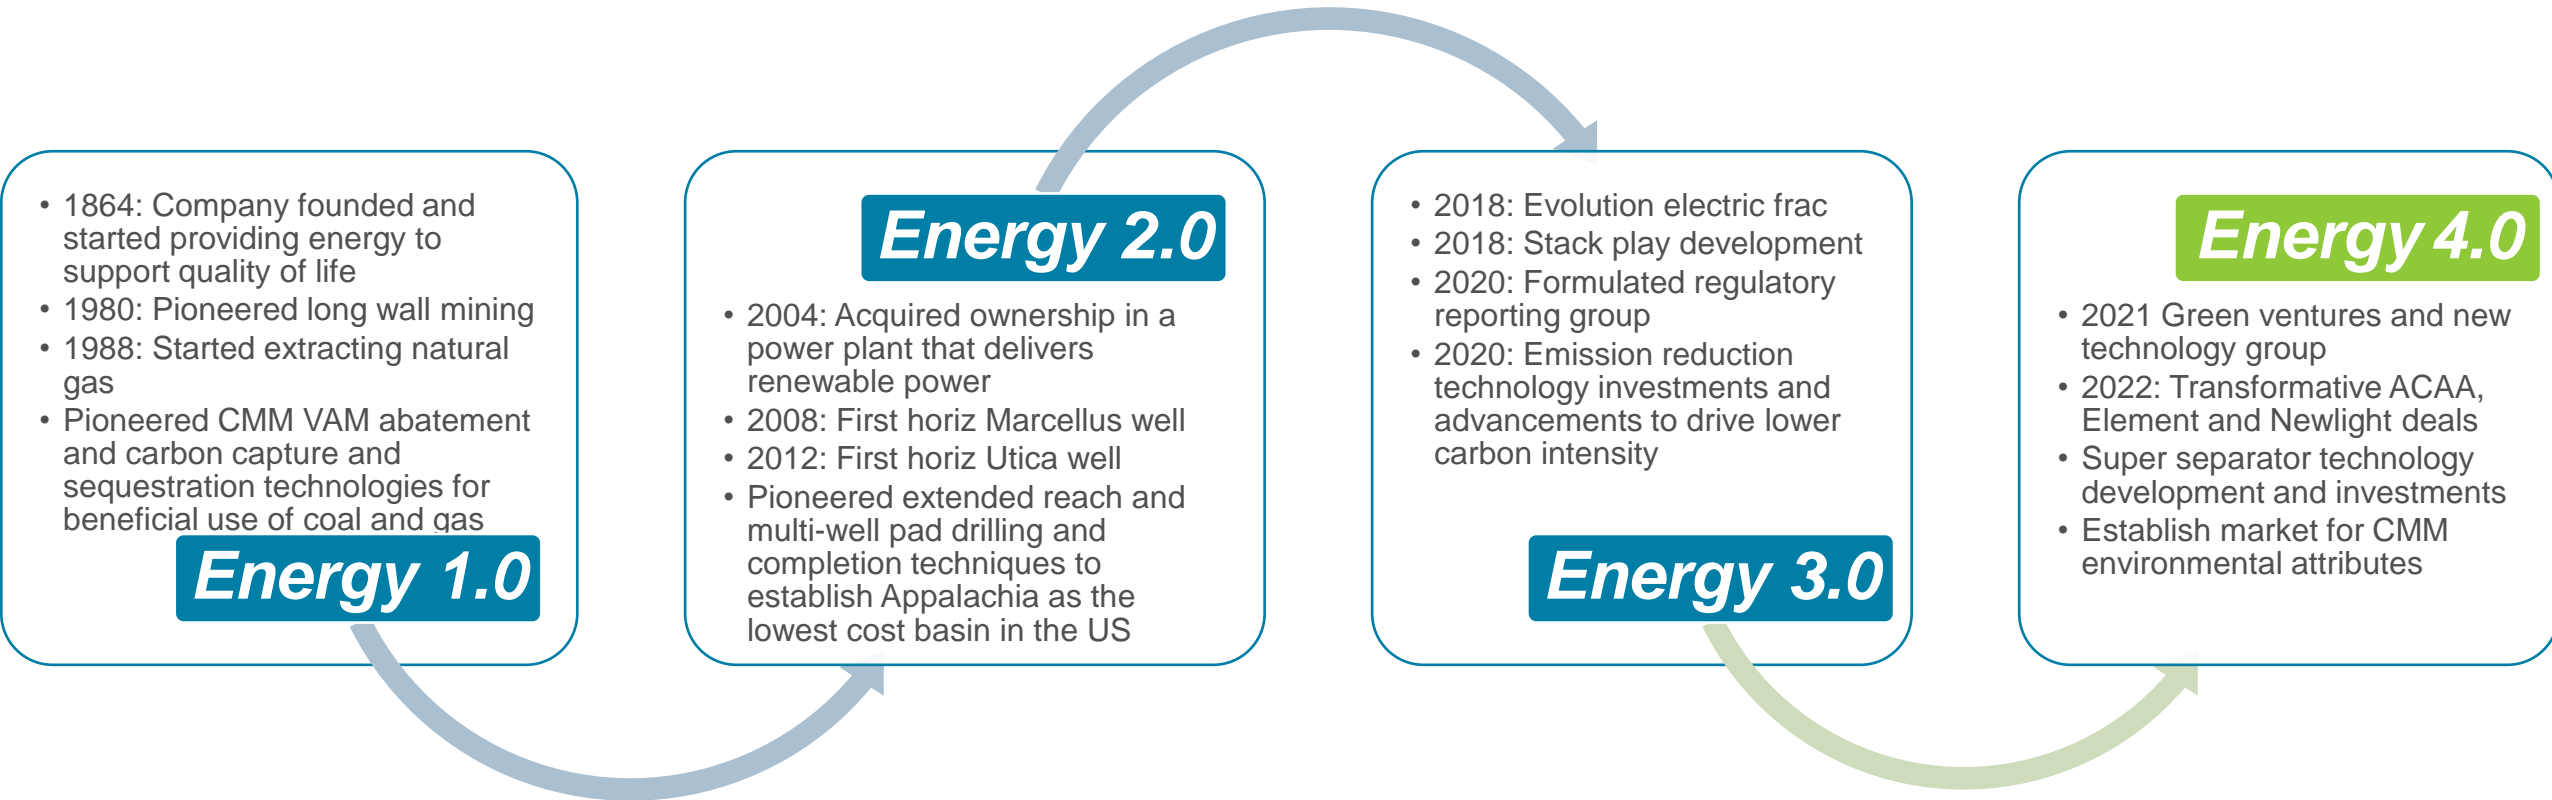 • 1864: Company founded and
started providing energy to
support quality of life
• 1980: Pioneered long wall mining
• 1988: Started extracting natural
gas
• Pioneered CMM VAM abatement
and carbon capture and
sequestration technologies for
beneficial use of coal and gas
Energy 1.0
Energy 2.0
• 2004: Acquired ownership in a
power plant that delivers
renewable power
• 2008: First horiz Marcellus well
• 2012: First horiz Utica well
• Pioneered extended reach and
multi-well pad drilling and
completion techniques to
establish Appalachia as the
lowest cost basin in the US
• 2018: Evolution electric frac
• 2018: Stack play development
• 2020: Formulated regulatory
reporting group
• 2020: Emission reduction
technology investments and
advancements to drive lower
carbon intensity
Energy 3.0
Energy 4.0
• 2021 Green ventures and new
technology group
• 2022: Transformative ACAA,
Element and Newlight deals
• Super separator technology
development and investments
• Establish market for CMM
environmental attributes